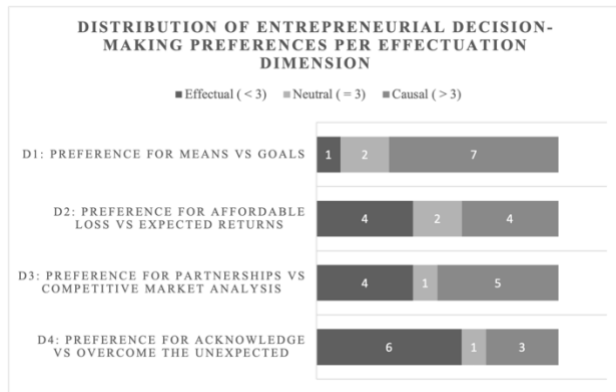 DISTRIBUTION OF ENTREPRENEURIAL DECISION-
MAKING PREFERENCES PER EFFECTUATION
DIMENSION
Effectual ( < 3) Neutral ( = 3) Causal ( > 3)
D1: PREFERENCE FOR MEANS VS GOALS 1 2 7
D2: PREFERENCE FOR AFFORDABLE
LOSS VS EXPECTED RETURNS 4 2 4
D3: PREFERENCE FOR PARTNERSHIPS VS
COMPETITIVE MARKET ANALYSIS 4 1 5
D4: PREFERENCE FOR ACKNOWLEDGE
VS OVERCOME THE UNEXPECTED 6 1 3